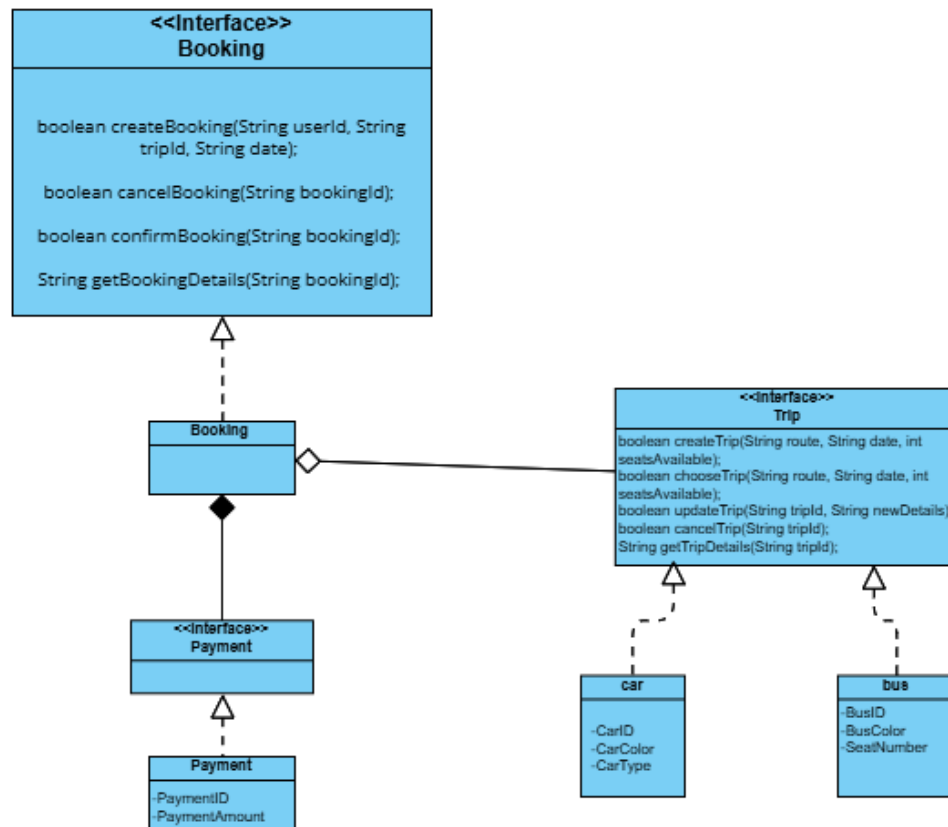 <<Interface>>
Booking
boolean createBooking(String userId, String
tripId, String date);
boolean cancelBooking(String bookingId);
boolean confirmBooking(String bookingId);
String getBookingDetails(String bookingId);
Booking
<<Interface>>
Trip
boolean createTrip(String route, String date, int
seatsAvailable);
boolean chooseTrip(String route, String date, int
seatsAvailable);
boolean updateTrip(String tripId, String newDetails)
boolean cancelTrip(String tripId);
String getTripDetails(String tripId);
<<Interface>>
Payment
car
-CarID
-CarColor
-CarType
bus
-BusID
-BusColor
-SeatNumber
Payment
-PaymentID
-PaymentAmount